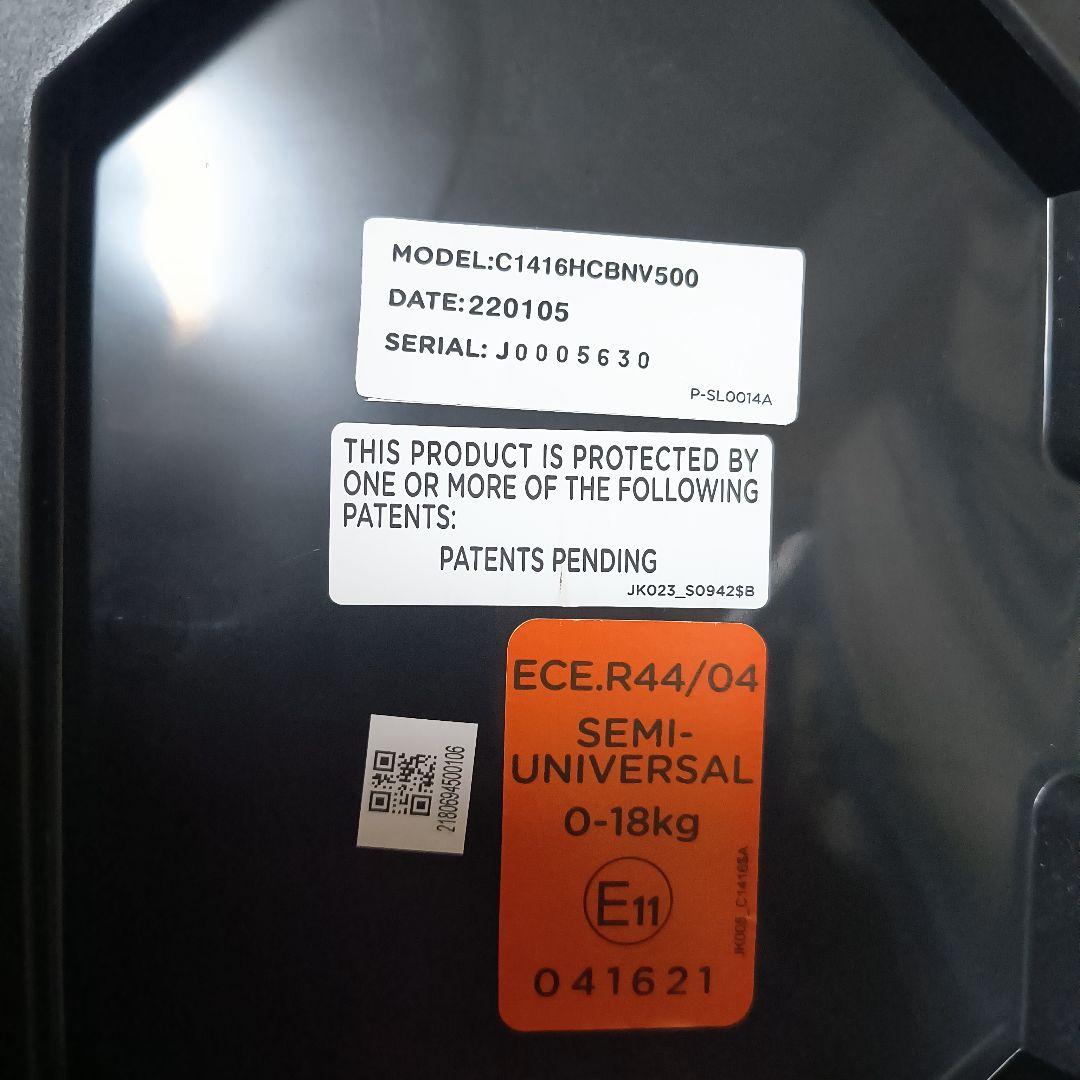 MODEL:C1416HCBNV500
DATE:220105
SERIAL: J0005630
P-SL0014A
THIS PRODUCT IS PROTECTED BY
ONE OR MORE OF THE FOLLOWING
PATENTS:
PATENTS PENDING
JK023_S0942$B
2180694500106
ECE.R44/04
SEMI-
UNIVERSAL
0-18kg
E11
JK005_C1416$A
041621